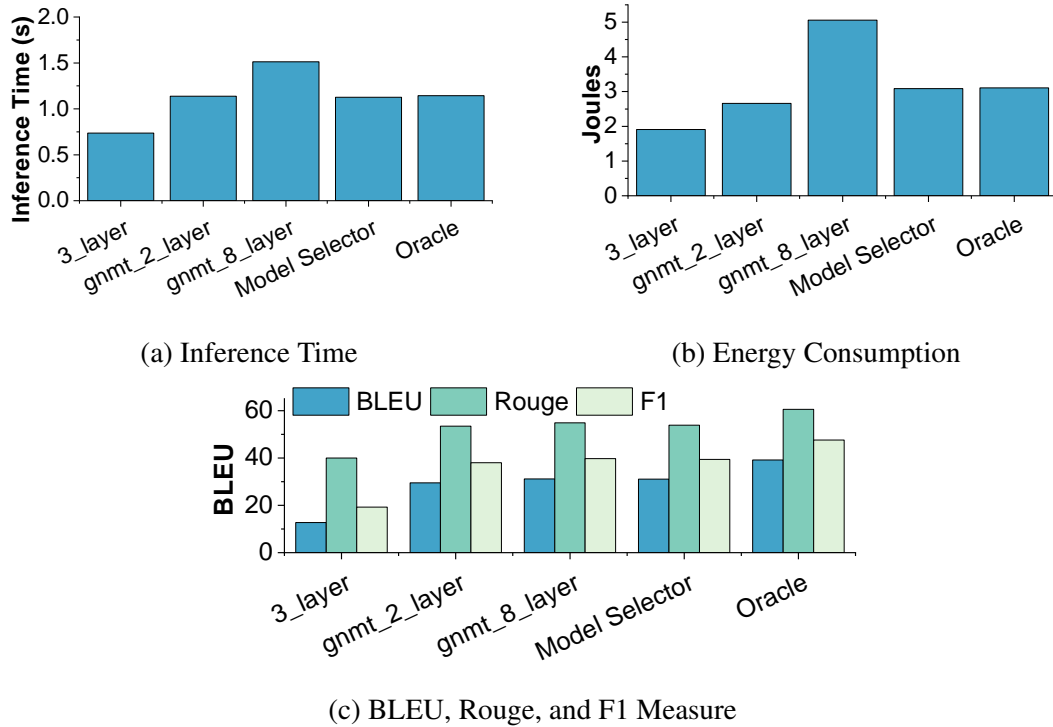 Inference Time (s)
2.0
1.5
1.0
0.5
0.0
3_layer
gnmt_2_layer
gnmt_8_layer
Model Selector
Oracle
(a) Inference Time
Joules
5
4
3
2
1
0
3_layer
gnmt_2_layer
gnmt_8_layer
Model Selector
Oracle
(b) Energy Consumption
BLEU Rouge F1
BLEU
60
40
20
0
3_layer
gnmt_2_layer
gnmt_8_layer
Model Selector
Oracle
(c) BLEU, Rouge, and F1 Measure